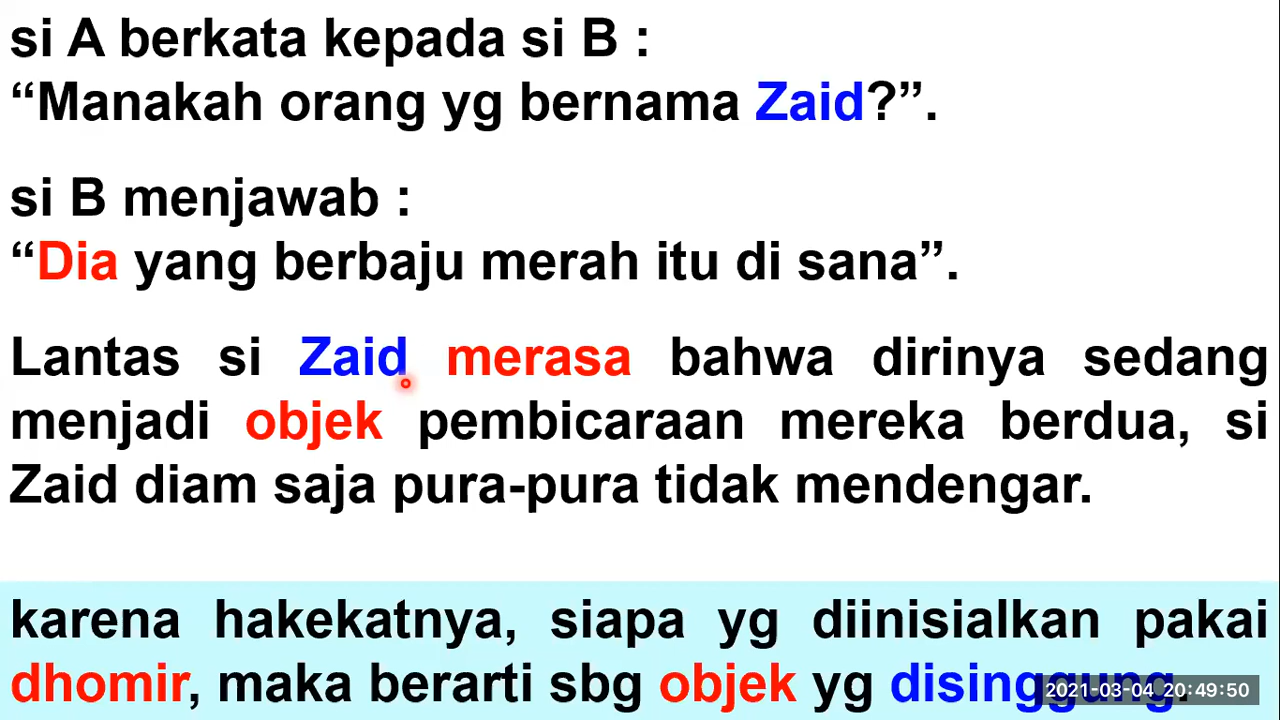 si A berkata kepada si B :
“Manakah orang yg bernama Zaid?”.
si B menjawab :
“Dia yang berbaju merah itu di sana”.
Lantas si Zaid merasa bahwa dirinya sedang
menjadi objek pembicaraan mereka berdua, si
Zaid diam saja pura-pura tidak mendengar.
karena hakekatnya, siapa yg diinisialkan pakai
dhomir, maka berarti sbg objek yg disinggung.
2021-03-04 20:49:50